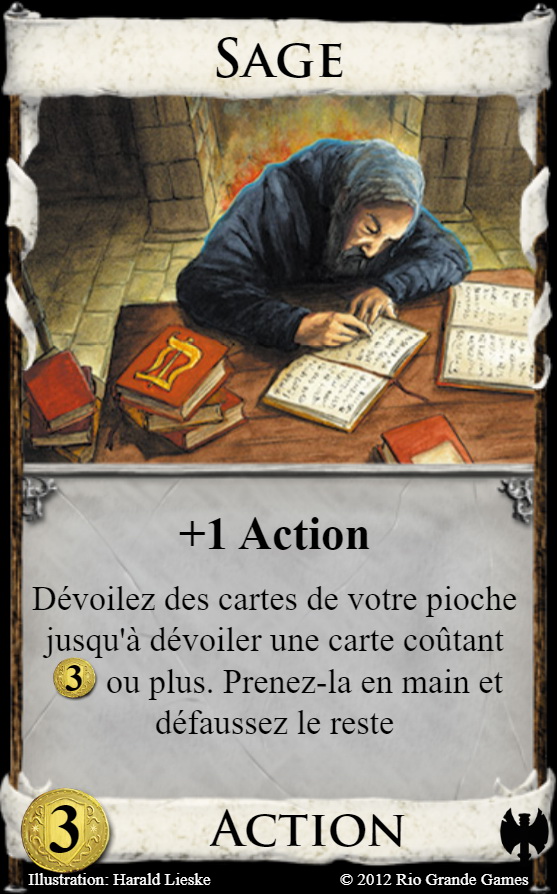 SAGE
+1 Action
Dévoilez des cartes de votre pioche
jusqu'à dévoiler une carte coûtant
3 ou plus. Prenez-la en main et
défaussez le reste
3 ACTION
Illustration: Harald Lieske © 2012 Rio Grande Games